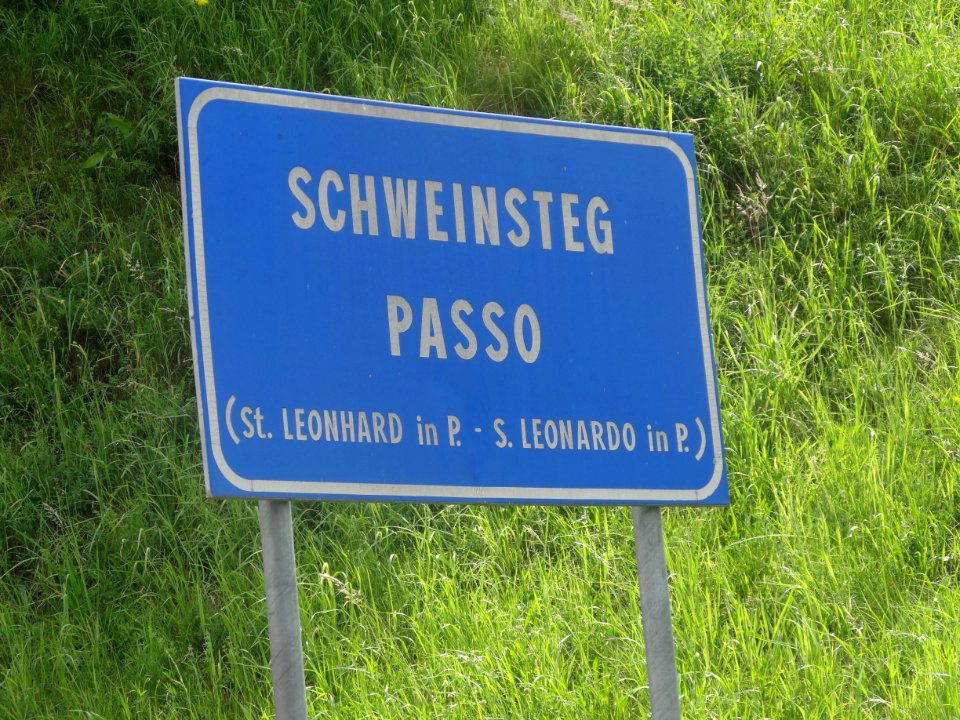 SCHWEINSTEG
PASSO
(St. LEONHARD in P. - S. LEONARDO in P.)